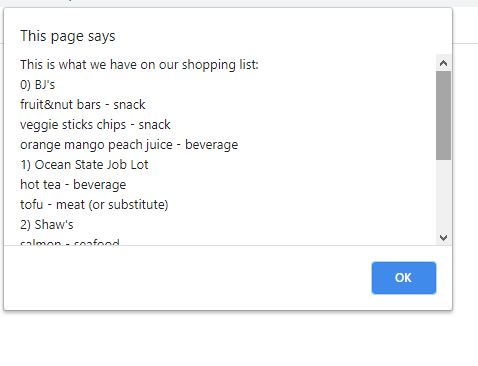 This page says
This is what we have on our shopping list:
0) BJ's
fruit&nut bars - snack
veggie sticks chips - snack
orange mango peach juice - beverage
1) Ocean State Job Lot
hot tea - beverage
tofu - meat (or substitute)
2) Shaw's
salmon - seafood
OK